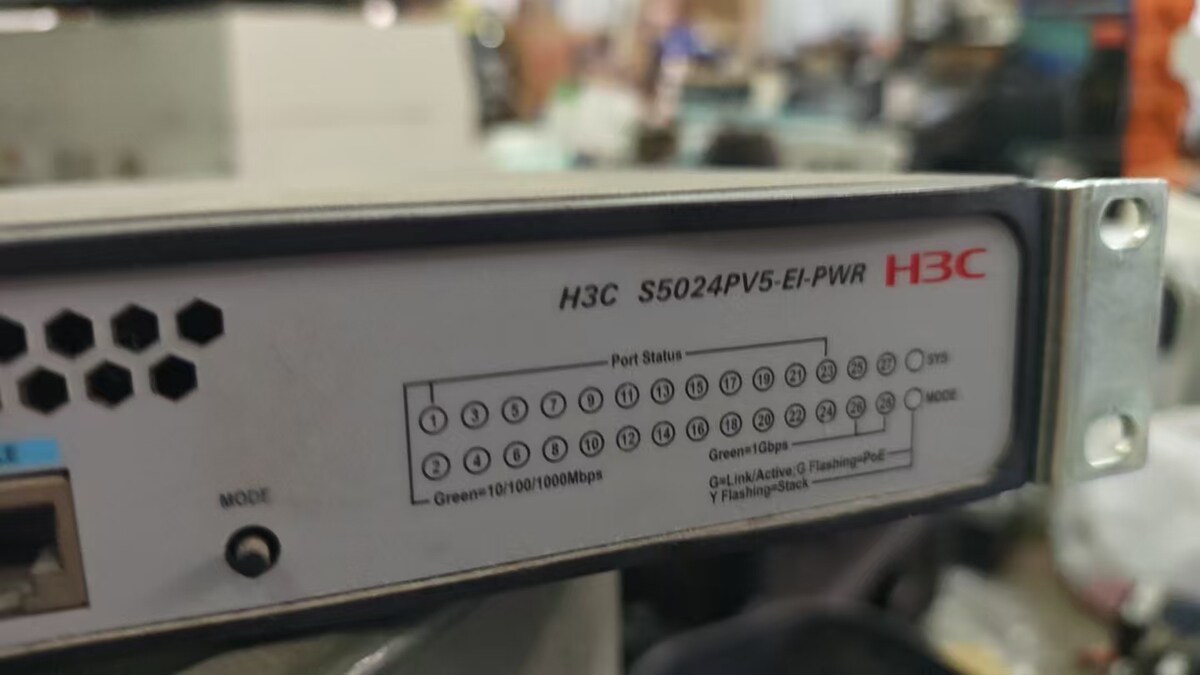 H3C S5024PV5-EI-PWR H3C
Port Status
1 3 5 7 9 11 13 15 17 19 21 23 25 27 SYS
2 4 6 8 10 12 14 16 18 20 22 24 26 28 MODE
Green=1Gbps
Green=10/100/1000Mbps
G=Link/Active;G Flashing=PoE
Y Flashing=Stack
MODE